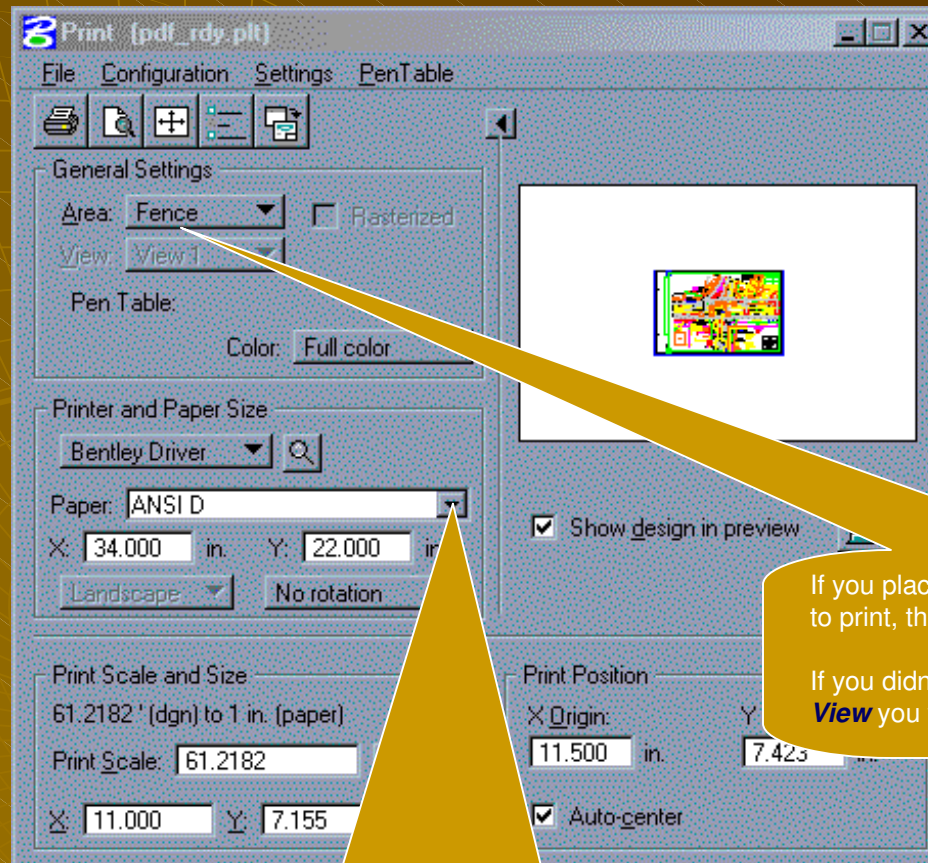 Print (pdf_rdy.plt)
File Configuration Settings PenTable
General Settings
Area: Fence Rasterized
View: View 1
Pen Table:
Color: Full color
Printer and Paper Size
Bentley Driver
Paper: ANSI D
X: 34.000 in. Y: 22.000
Landscape No rotation
Show design in preview
If you
to print,
If you
View you
Print Scale and Size
61.2182 ' (dgn) to 1 in. (paper)
Print Scale: 61.2182
X: 11.000 Y: 7.155
Print Position
X Origin: Y
11.500 in. 7.423
Auto-center